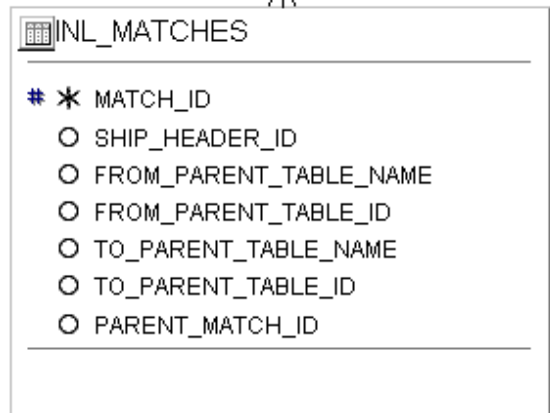 INL_MATCHES
# * MATCH_ID
SHIP_HEADER_ID
FROM_PARENT_TABLE_NAME
FROM_PARENT_TABLE_ID
TO_PARENT_TABLE_NAME
TO_PARENT_TABLE_ID
PARENT_MATCH_ID